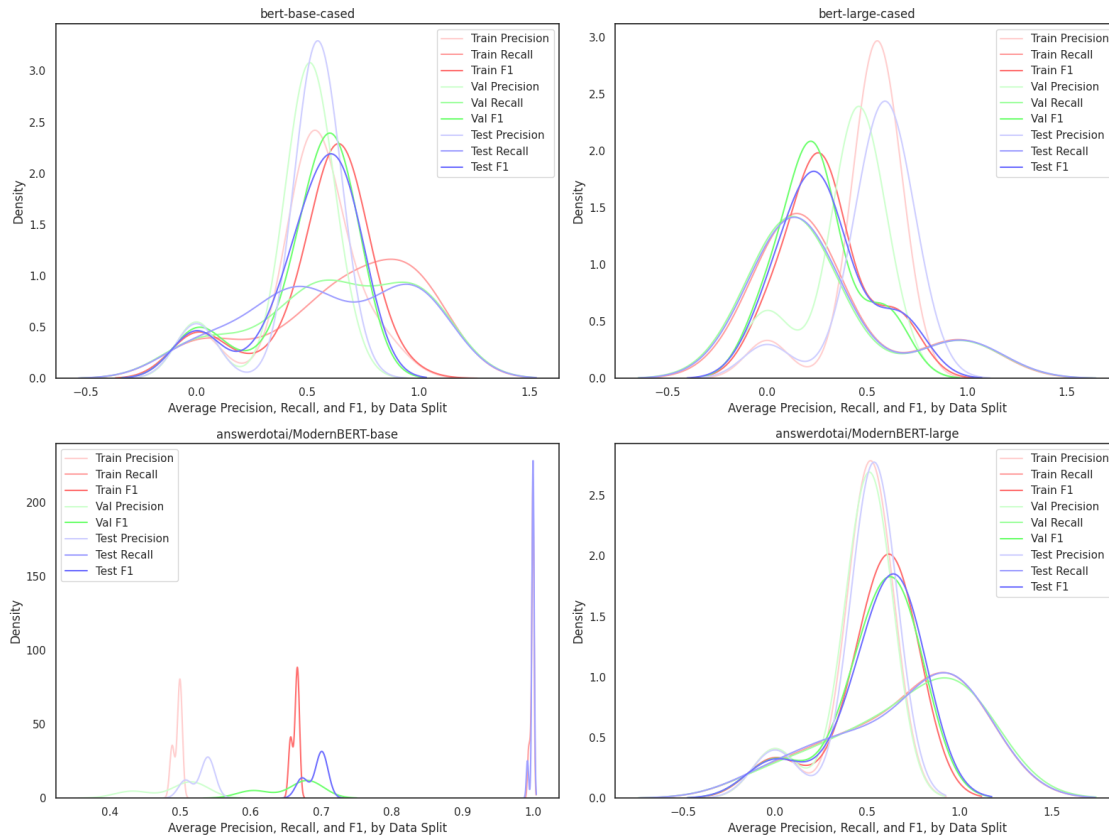 bert-base-cased
Density
3.0
2.5
2.0
1.5
1.0
0.5
0.0
Train Precision
Train Recall
Train F1
Val Precision
Val Recall
Val F1
Test Precision
Test Recall
Test F1
−0.5 0.0 0.5 1.0 1.5
Average Precision, Recall, and F1, by Data Split
bert-large-cased
Density
3.0
2.5
2.0
1.5
1.0
0.5
0.0
Train Precision
Train Recall
Train F1
Val Precision
Val Recall
Val F1
Test Precision
Test Recall
Test F1
−0.5 0.0 0.5 1.0 1.5
Average Precision, Recall, and F1, by Data Split
answerdotai/ModernBERT-base
Density
200
150
100
50
0
Train Precision
Train Recall
Train F1
Val Precision
Val F1
Test Precision
Test Recall
Test F1
0.4 0.5 0.6 0.7 0.8 0.9 1.0
Average Precision, Recall, and F1, by Data Split
answerdotai/ModernBERT-large
Density
2.5
2.0
1.5
1.0
0.5
0.0
Train Precision
Train Recall
Train F1
Val Precision
Val Recall
Val F1
Test Precision
Test Recall
Test F1
−0.5 0.0 0.5 1.0 1.5
Average Precision, Recall, and F1, by Data Split